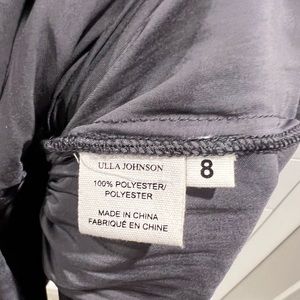 ULLA JOHNSON
8
100% POLYESTER/
POLYESTER
MADE IN CHINA
FABRIQUÉ EN CHINE